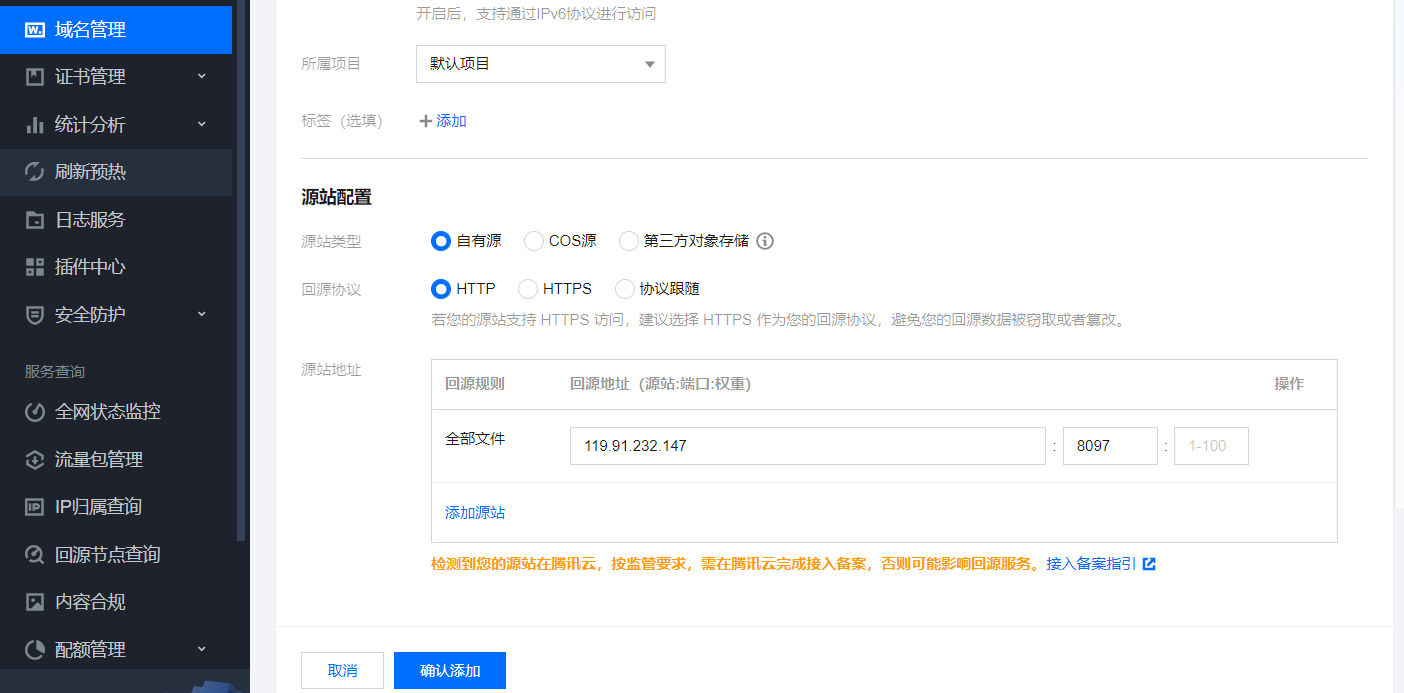 域名管理
证书管理
统计分析
刷新预热
日志服务
插件中心
安全防护
服务查询
全网状态监控
流量包管理
IP归属查询
回源节点查询
内容合规
配额管理
开启后，支持通过IPv6协议进行访问
所属项目 默认项目
标签（选填） 添加
源站配置
源站类型 自有源 COS源 第三方对象存储
回源协议 HTTP HTTPS 协议跟随
若您的源站支持 HTTPS 访问，建议选择 HTTPS 作为您的回源协议，避免您的回源数据被窃取或者篡改。
源站地址 回源规则 回源地址（源站:端口:权重） 操作
全部文件 119.91.232.147 : 8097 : 1-100
添加源站
检测到您的源站在腾讯云，按监管要求，需在腾讯云完成接入备案，否则可能影响回源服务。接入备案指引
取消 确认添加